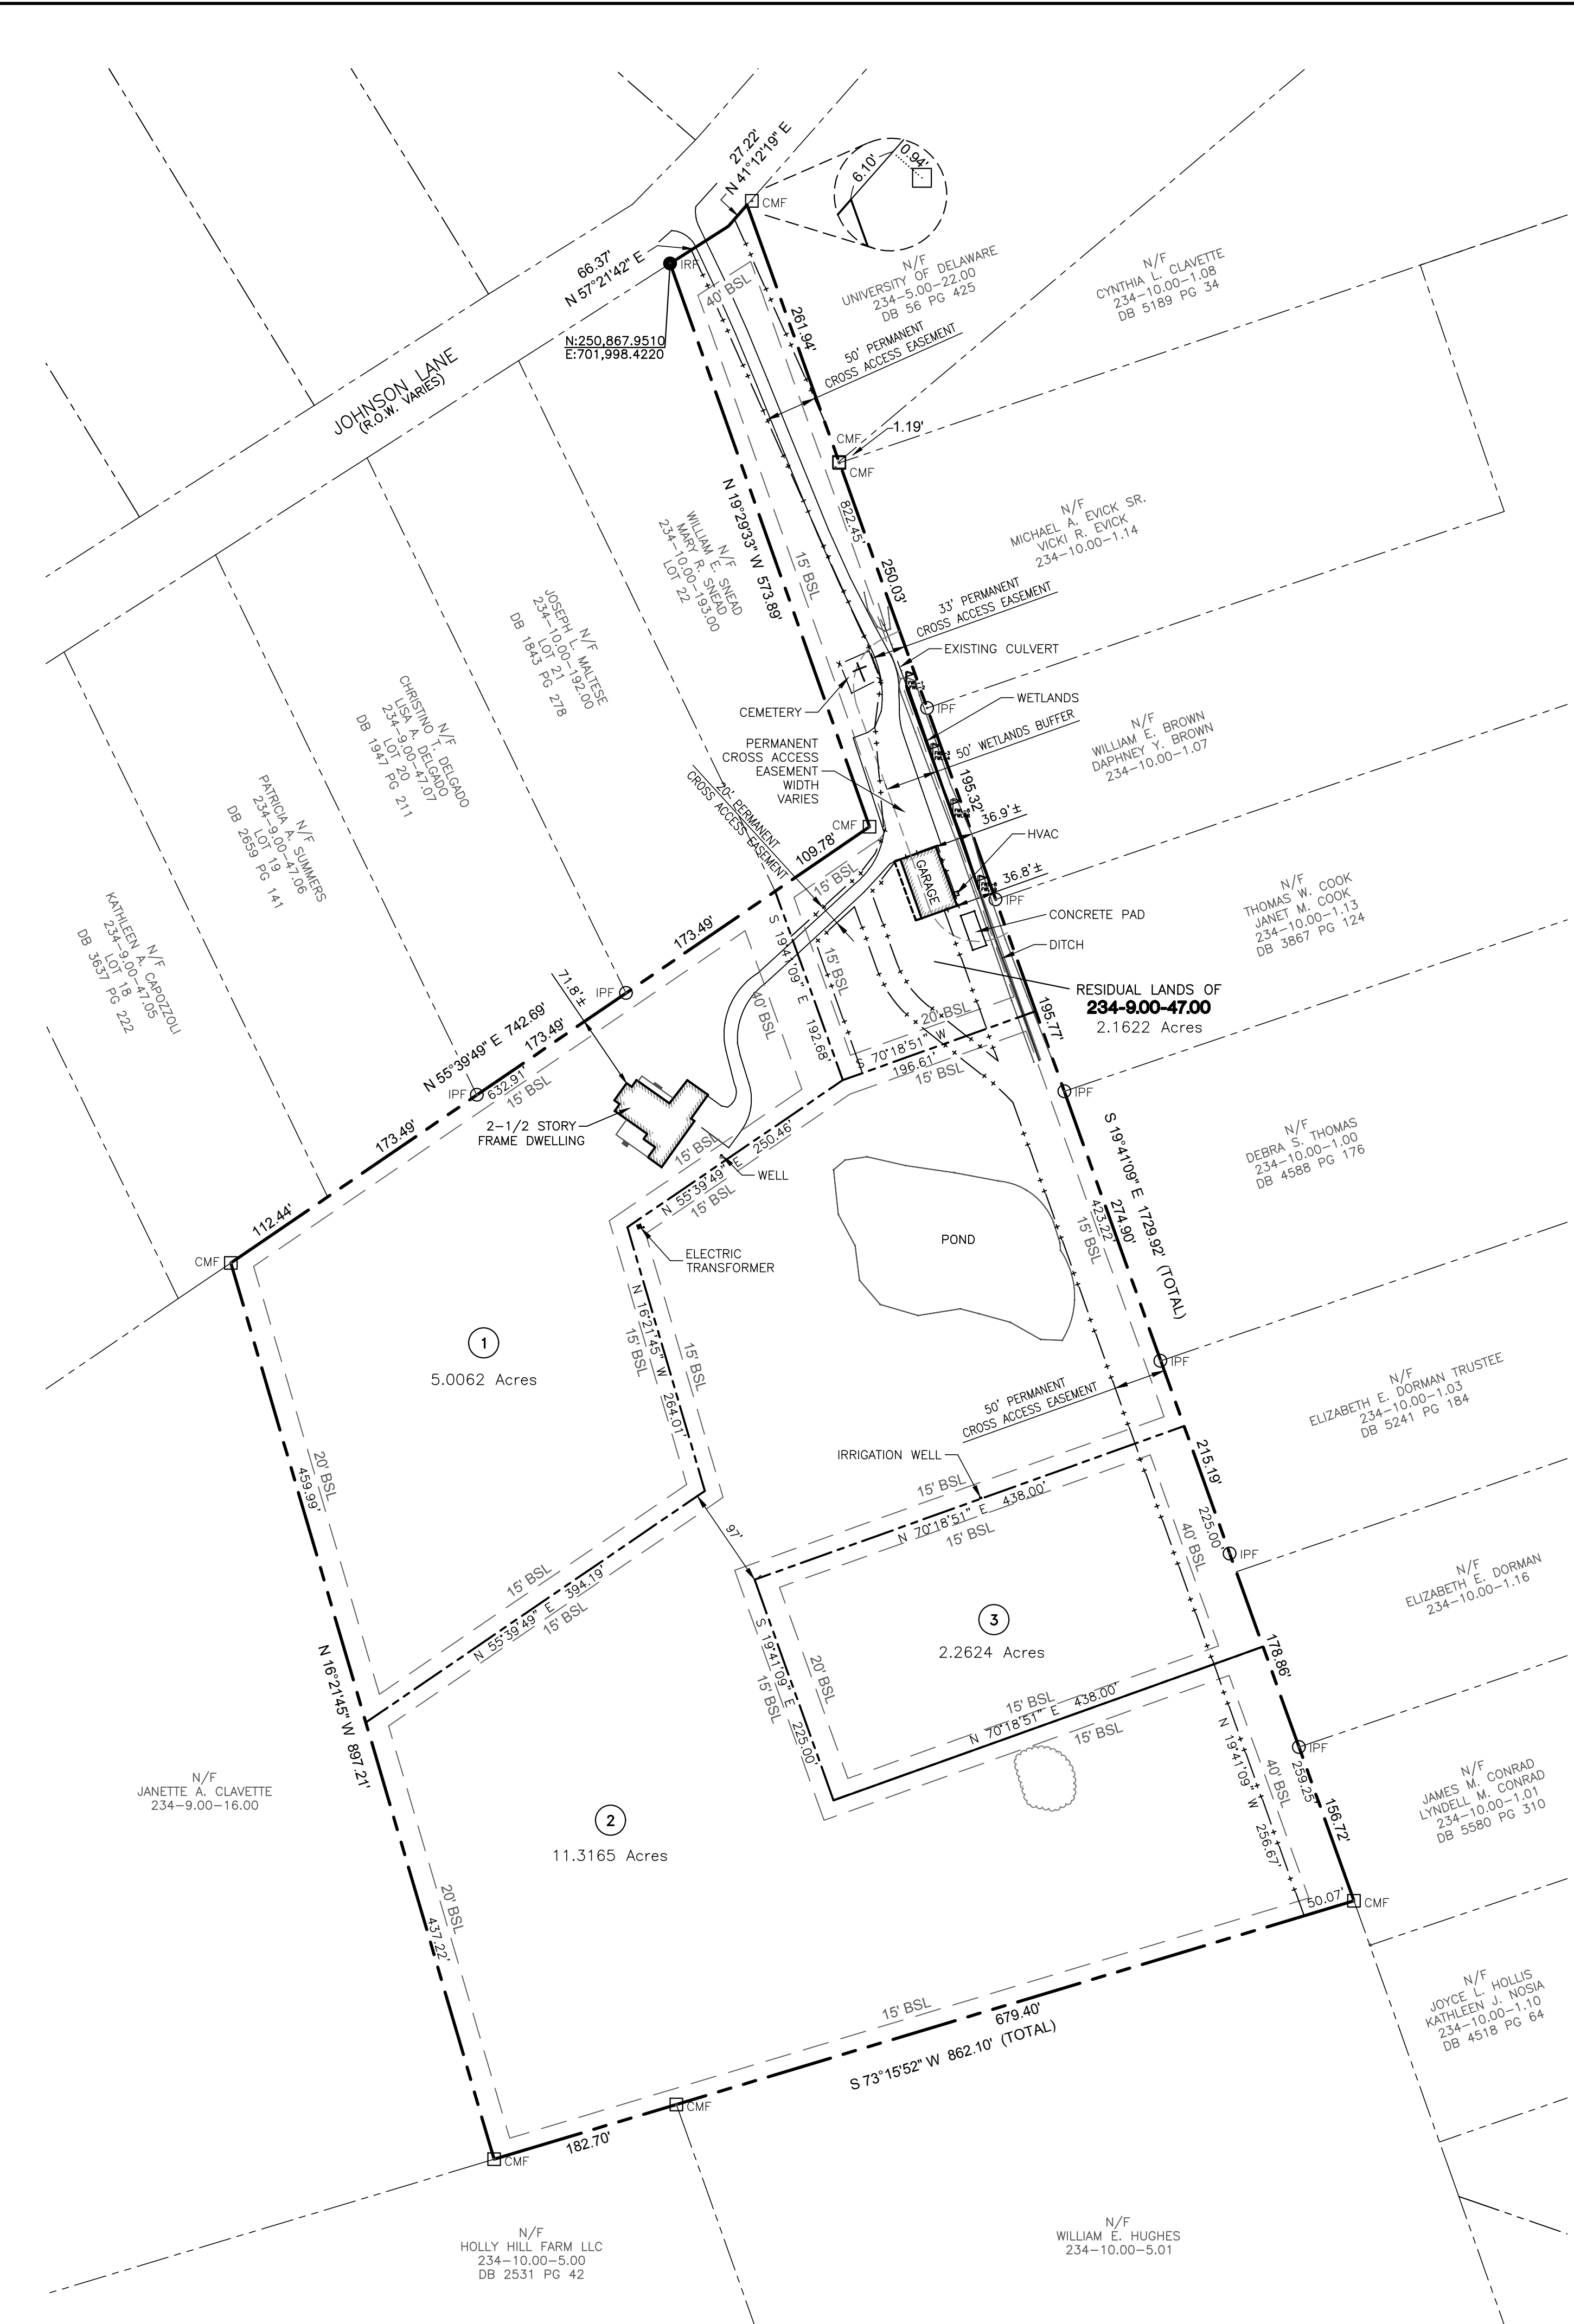 27.22'
N 41°12'19" E
6.10'
0.94'
CMF
66.37'
N 57°21'42" E
IRF
40' BSL
N:250,867.9510
E:701,998.4220
261.94'
N/F
UNIVERSITY OF DELAWARE
234-5.00-22.00
DB 56 PG 425
N/F
CYNTHIA L. CLAVETTE
234-10.00-1.08
DB 5189 PG 34
50' PERMANENT
CROSS ACCESS EASEMENT
JOHNSON LANE
(R.O.W. VARIES)
CMF
1.19'
CMF
N 19°29'33" W 573.89'
822.45'
15' BSL
250.03'
N/F
WILLIAM E. SNEAD
MARY R. SNEAD
234-10.00-193.00
LOT 22
N/F
MICHAEL A. EVICK SR.
VICKI R. EVICK
234-10.00-1.14
33' PERMANENT
CROSS ACCESS EASEMENT
N/F
JOSEPH L. MALTESE
234-10.00-192.00
LOT 21
DB 1843 PG 278
EXISTING CULVERT
WETLANDS
IPF
CEMETERY
50' WETLANDS BUFFER
N/F
WILLIAM E. BROWN
DAPHNEY Y. BROWN
234-10.00-1.07
N/F
CHRISTINO T. DELGADO
LISA A. DELGADO
234-9.00-47.07
LOT 20
DB 1947 PG 211
PERMANENT
CROSS ACCESS
EASEMENT
WIDTH
VARIES
20' PERMANENT
CROSS ACCESS EASEMENT
195.32'
36.9'±
HVAC
CMF
109.78'
15' BSL
GARAGE
36.8'±
IPF
N/F
PATRICIA A. SUMMERS
234-9.00-47.06
LOT 19
DB 2659 PG 141
N/F
THOMAS W. COOK
JANET M. COOK
234-10.00-1.13
DB 3867 PG 124
CONCRETE PAD
DITCH
173.49'
S 19°41'09" E 192.68'
15' BSL
N/F
KATHLEEN A. CAPOZZOLI
234-9.00-47.05
LOT 18
DB 3637 PG 222
RESIDUAL LANDS OF
234-9.00-47.00
2.1622 Acres
IPF
71.8'±
40' BSL
20' BSL
S 70°18'51" W
196.61'
15' BSL
195.77'
N 55°39'49" E 742.69'
173.49'
IPF
632.91'
15' BSL
IPF
2-1/2 STORY
FRAME DWELLING
15' BSL
N 55°39'49" E 250.46'
15' BSL
WELL
173.49'
S 19°41'09" E 1729.92' (TOTAL)
N/F
DEBRA S. THOMAS
234-10.00-1.00
DB 4588 PG 176
112.44'
CMF
ELECTRIC
TRANSFORMER
POND
423.22'
274.90'
15' BSL
N 16°21'45" W 264.01'
15' BSL
15' BSL
1
5.0062 Acres
IPF
50' PERMANENT
CROSS ACCESS EASEMENT
N/F
ELIZABETH E. DORMAN TRUSTEE
234-10.00-1.03
DB 5241 PG 184
IRRIGATION WELL
215.19'
20' BSL
459.99'
15' BSL
N 70°18'51" E 438.00'
15' BSL
97'
40' BSL
225.00'
IPF
15' BSL
N 55°39'49" E 394.19'
15' BSL
N/F
ELIZABETH E. DORMAN
234-10.00-1.16
3
2.2624 Acres
N 16°21'45" W 897.21'
S 19°41'09" E 225.00'
15' BSL
20' BSL
178.86'
15' BSL
N 70°18'51" E 438.00'
15' BSL
IPF
N 19°41'09" W 256.67'
40' BSL
259.25'
156.72'
N/F
JANETTE A. CLAVETTE
234-9.00-16.00
N/F
JAMES M. CONRAD
LYNDELL M. CONRAD
234-10.00-1.01
DB 5580 PG 310
2
11.3165 Acres
20' BSL
437.22'
50.07'
CMF
15' BSL
679.40'
S 73°15'52" W 862.10' (TOTAL)
N/F
JOYCE L. HOLLIS
KATHLEEN J. NOSIA
234-10.00-1.10
DB 4518 PG 64
CMF
182.70'
CMF
N/F
HOLLY HILL FARM LLC
234-10.00-5.00
DB 2531 PG 42
N/F
WILLIAM E. HUGHES
234-10.00-5.01